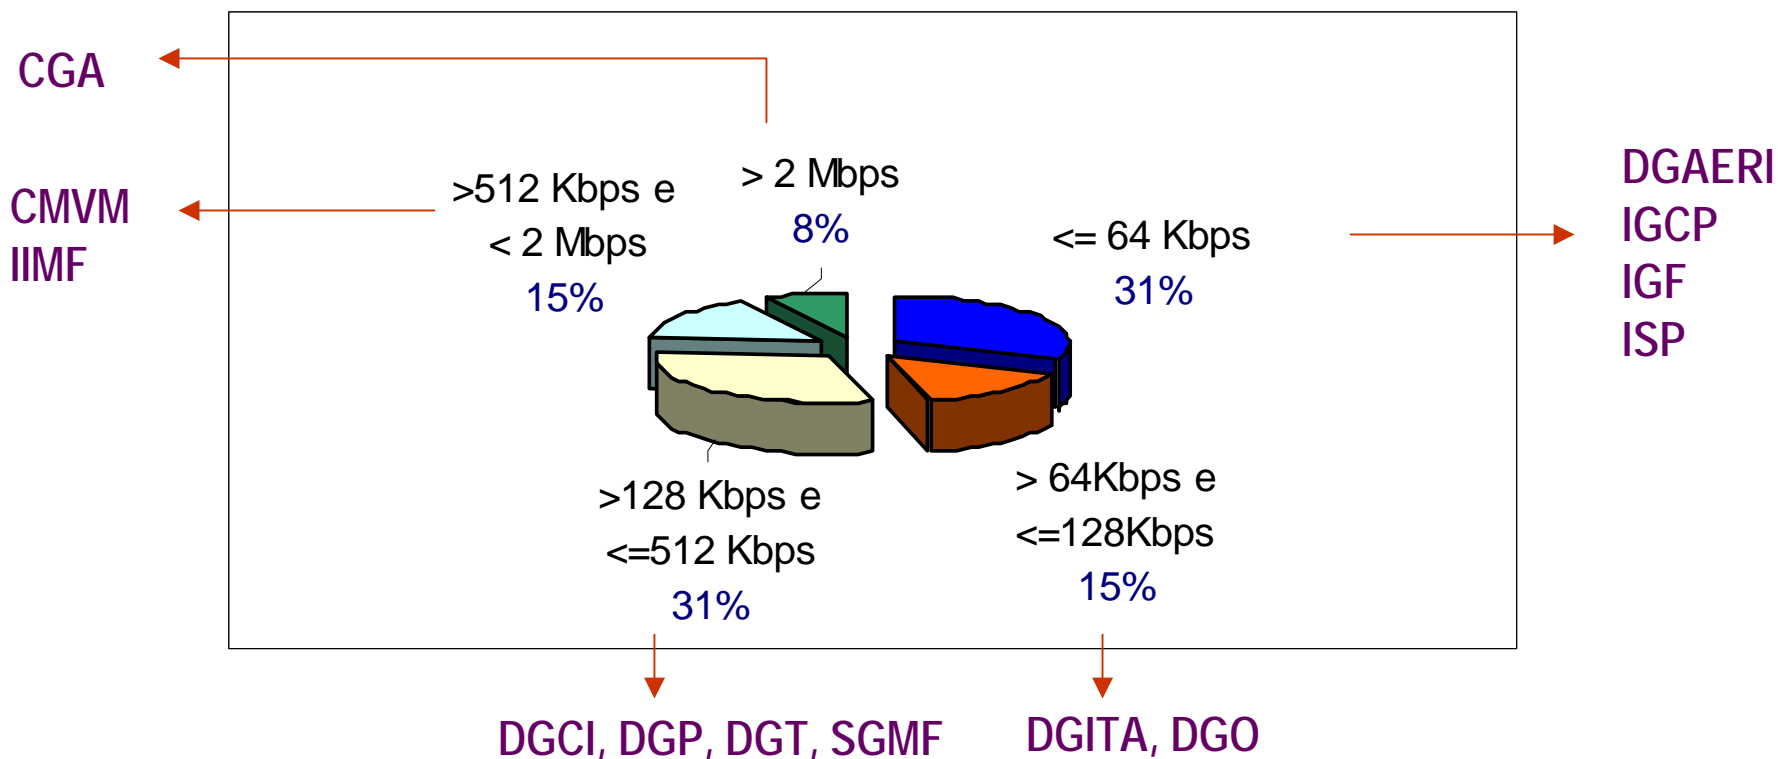 CGA
CMVM
IIMF
>512 Kbps e
< 2 Mbps
15%
> 2 Mbps
8%
<= 64 Kbps
31%
DGAERI
IGCP
IGF
ISP
>128 Kbps e
<=512 Kbps
31%
> 64Kbps e
<=128Kbps
15%
DGCI, DGP, DGT, SGMF
DGITA, DGO